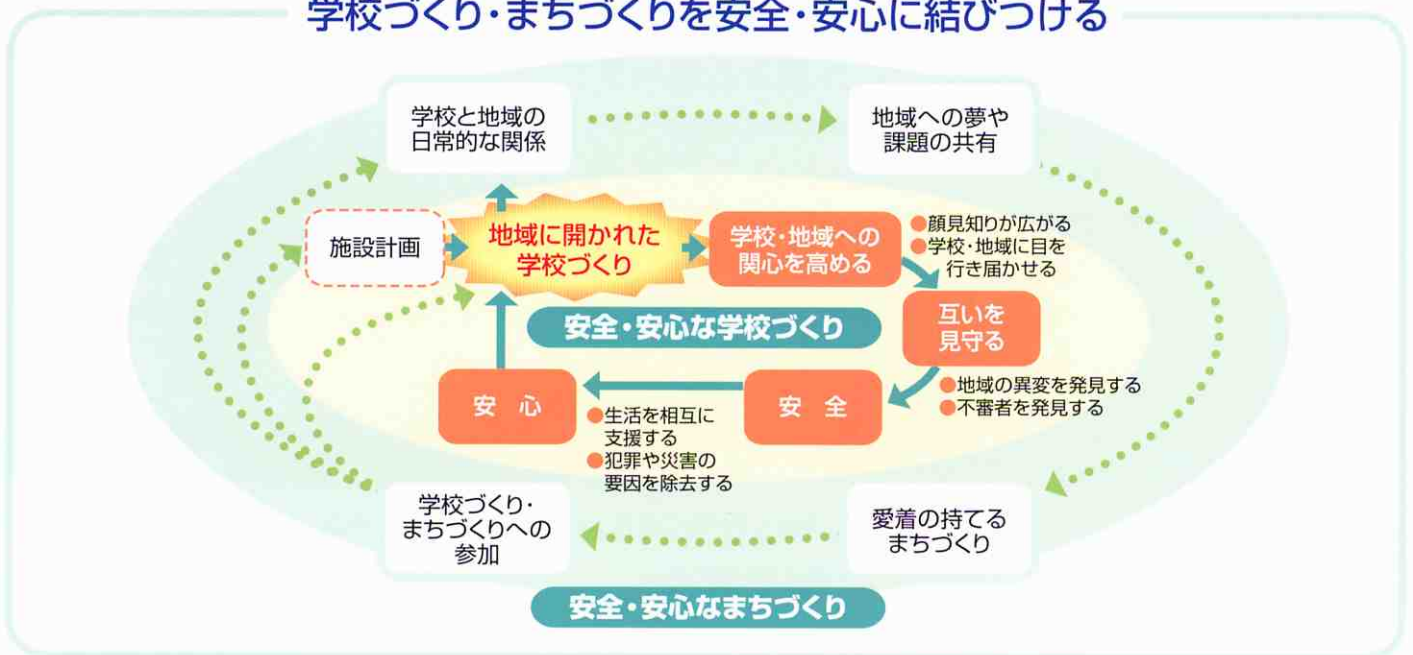 学校づくり・まちづくりを安全・安心に結びつける
学校と地域の
日常的な関係
地域への夢や
課題の共有
施設計画
地域に開かれた
学校づくり
学校・地域への
関心を高める
●顔見知りが広がる
●学校・地域に目を
行き届かせる
安全・安心な学校づくり
互いを
見守る
●地域の異変を発見する
●不審者を発見する
安 全
安 心
●生活を相互に
支援する
●犯罪や災害の
要因を除去する
学校づくり・
まちづくりへの
参加
愛着の持てる
まちづくり
安全・安心なまちづくり